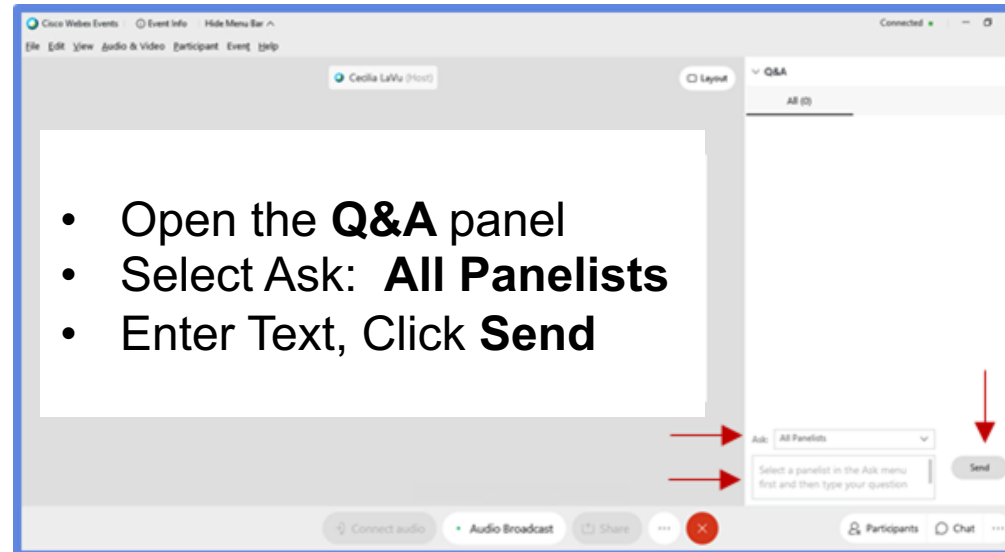 Cisco Webex Events Event Info Hide Menu Bar Connected
File Edit View Audio & Video Participant Event Help
Cecilia LaVu (Host)
Layout
Q&A
All (0)
• Open the Q&A panel
• Select Ask: All Panelists
• Enter Text, Click Send
Ask: All Panelists
Select a panelist in the Ask menu
first and then type your question
Send
Connect audio Audio Broadcast Share Participants Chat